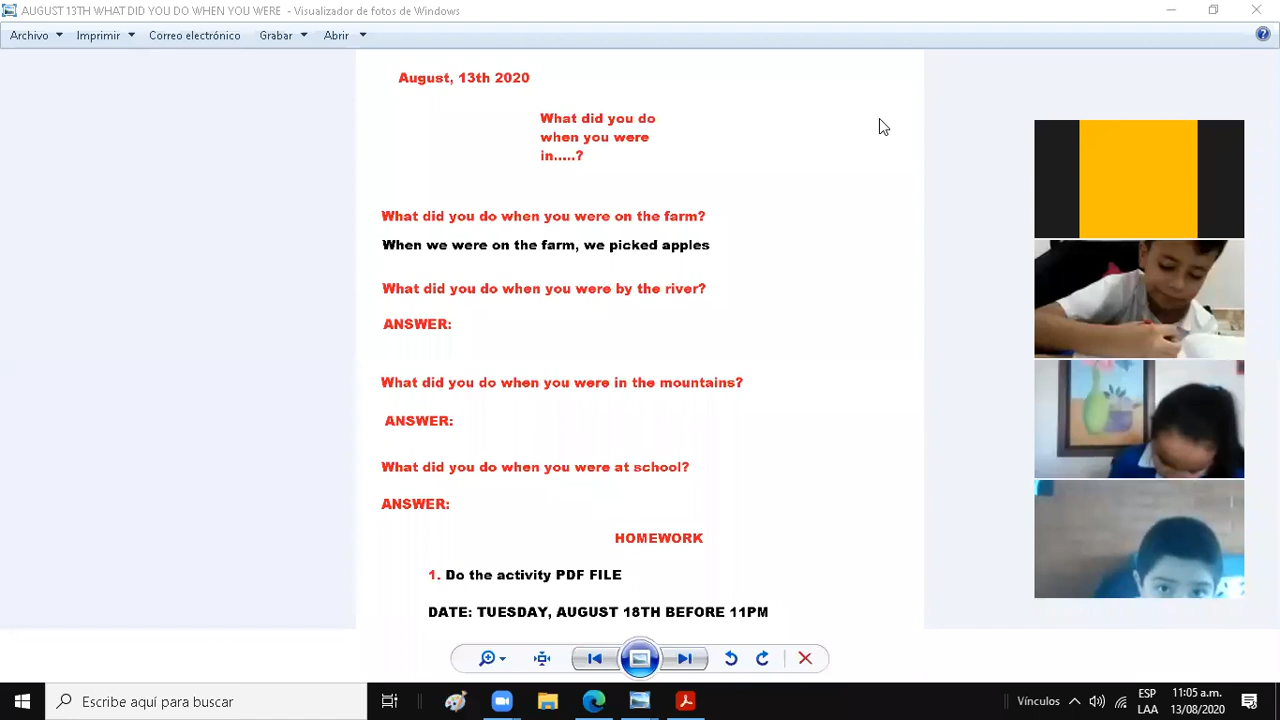 AUGUST 13TH WHAT DID YOU DO WHEN YOU WERE - Visualizador de fotos de Windows
Archivo Imprimir Correo electrónico Grabar Abrir
August, 13th 2020
What did you do
when you were
in.....?
What did you do when you were on the farm?
When we were on the farm, we picked apples
What did you do when you were by the river?
ANSWER:
What did you do when you were in the mountains?
ANSWER:
What did you do when you were at school?
ANSWER:
HOMEWORK
1. Do the activity PDF FILE
DATE: TUESDAY, AUGUST 18TH BEFORE 11PM
Escribe aquí para buscar
Vínculos
ESP
LAA
11:05 a.m.
13/08/2020